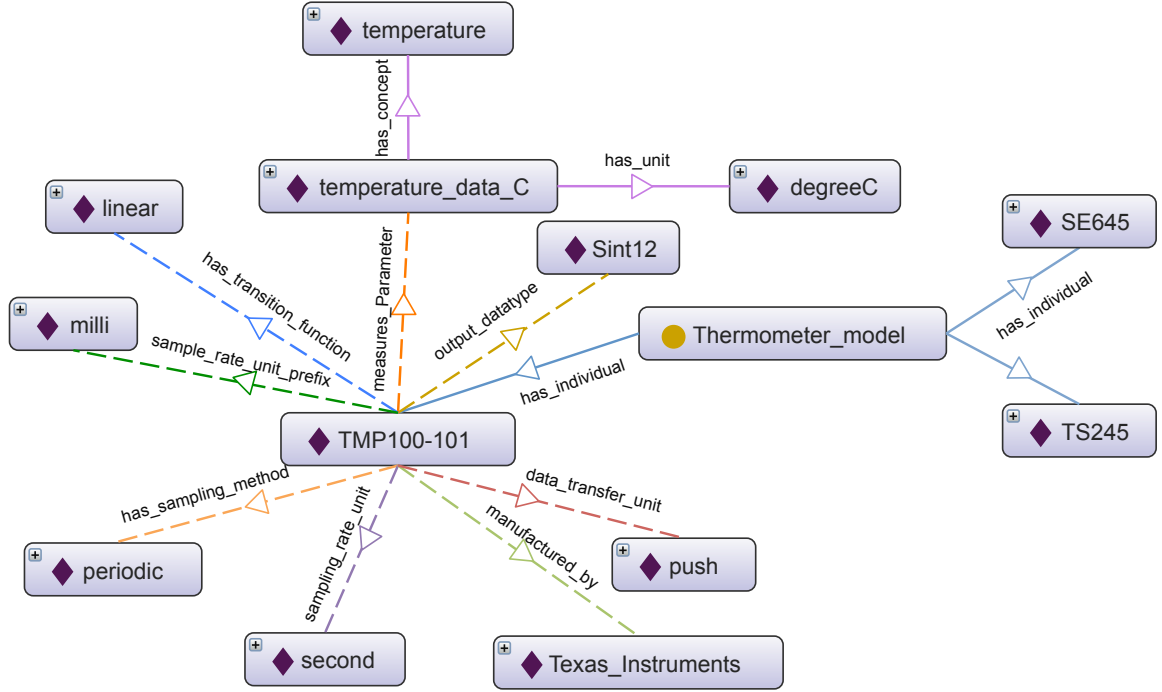 temperature
has_concept
temperature_data_C
has_unit
degreeC
linear
SE645
Sint12
has_transition_function
measures_Parameter
output_datatype
milli
Thermometer_model
has_individual
sample_rate_unit_prefix
has_individual
TMP100-101
TS245
has_sampling_method
sampling_rate_unit
data_transfer_unit
manufactured_by
periodic
push
second
Texas_Instruments